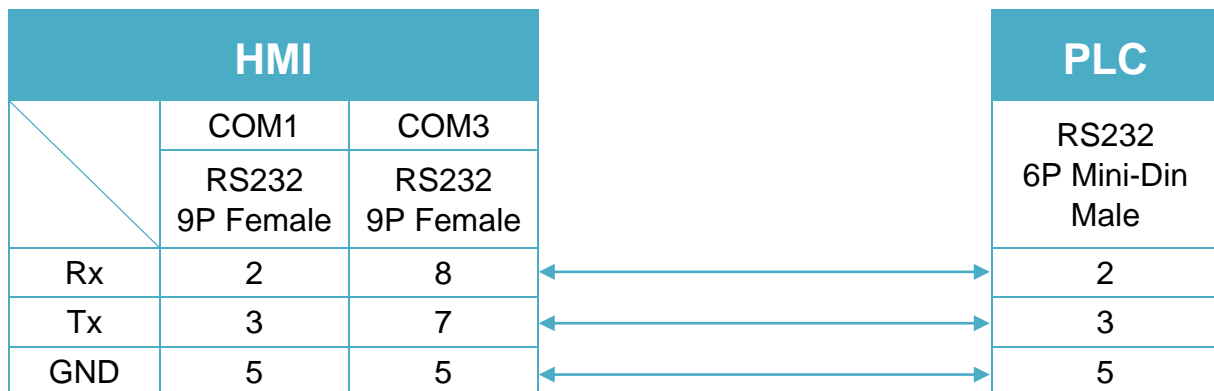 HMI PLC
COM1 COM3
RS232
6P Mini-Din
Male
RS232 RS232
9P Female 9P Female
Rx 2 8 2
Tx 3 7 3
GND 5 5 5